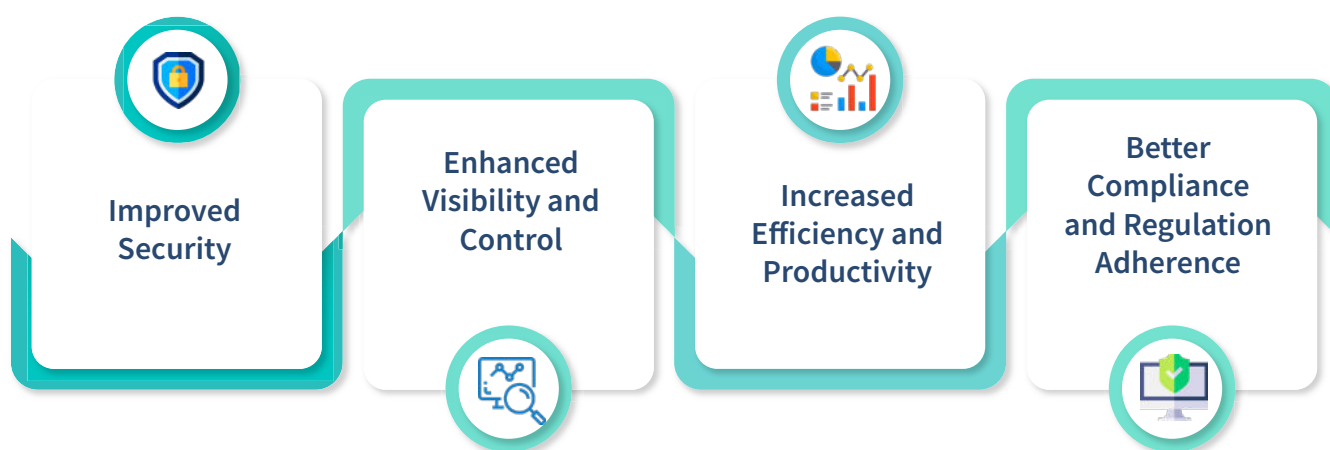 Improved
Security
Enhanced
Visibility and
Control
Increased
Efficiency and
Productivity
Better
Compliance
and Regulation
Adherence